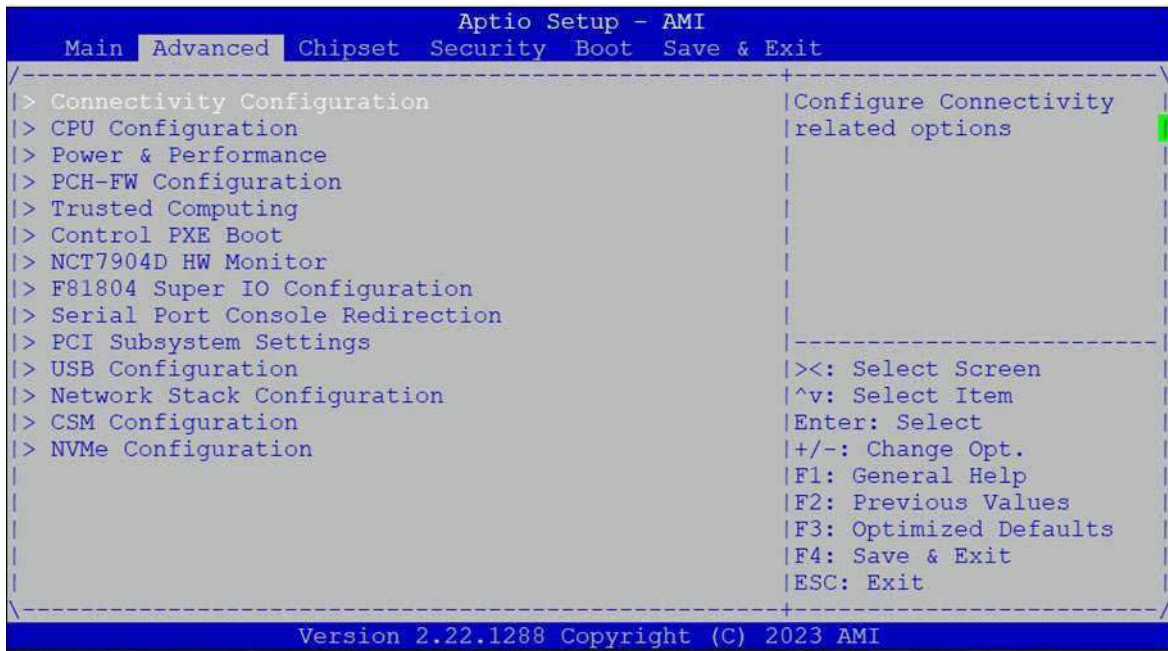 Aptio Setup - AMI
Main Advanced Chipset Security Boot Save & Exit
/----------------------------------------------------+-------------------------\
|> Connectivity Configuration |Configure Connectivity |
|> CPU Configuration |related options |
|> Power & Performance | |
|> PCH-FW Configuration | |
|> Trusted Computing | |
|> Control PXE Boot | |
|> NCT7904D HW Monitor | |
|> F81804 Super IO Configuration | |
|> Serial Port Console Redirection | |
|> PCI Subsystem Settings |-------------------------|
|> USB Configuration |><: Select Screen |
|> Network Stack Configuration |^v: Select Item |
|> CSM Configuration |Enter: Select |
|> NVMe Configuration |+/-: Change Opt. |
| |F1: General Help |
| |F2: Previous Values |
| |F3: Optimized Defaults |
| |F4: Save & Exit |
| |ESC: Exit |
\----------------------------------------------------+-------------------------/
Version 2.22.1288 Copyright (C) 2023 AMI